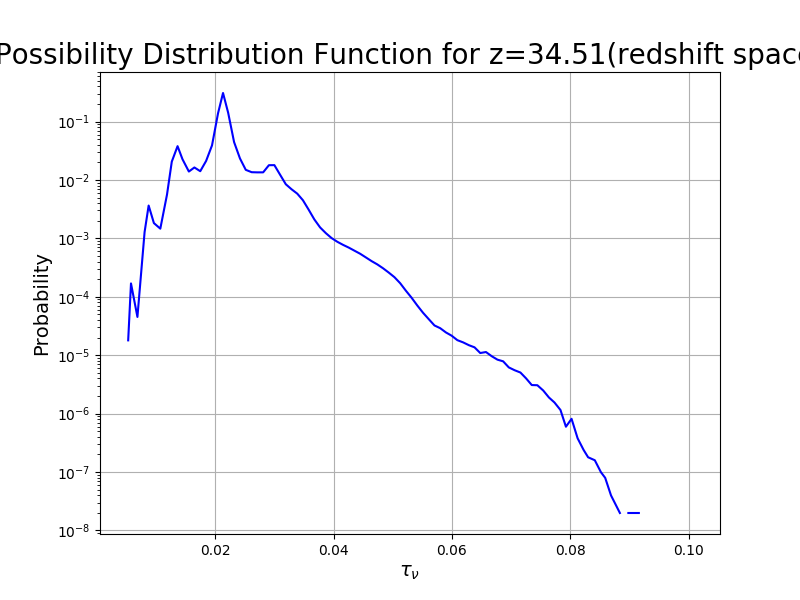 Possibility Distribution Function for z=34.51(redshift space
Probability
10⁻¹
10⁻²
10⁻³
10⁻⁴
10⁻⁵
10⁻⁶
10⁻⁷
10⁻⁸
0.02 0.04 0.06 0.08 0.10
τ_ν